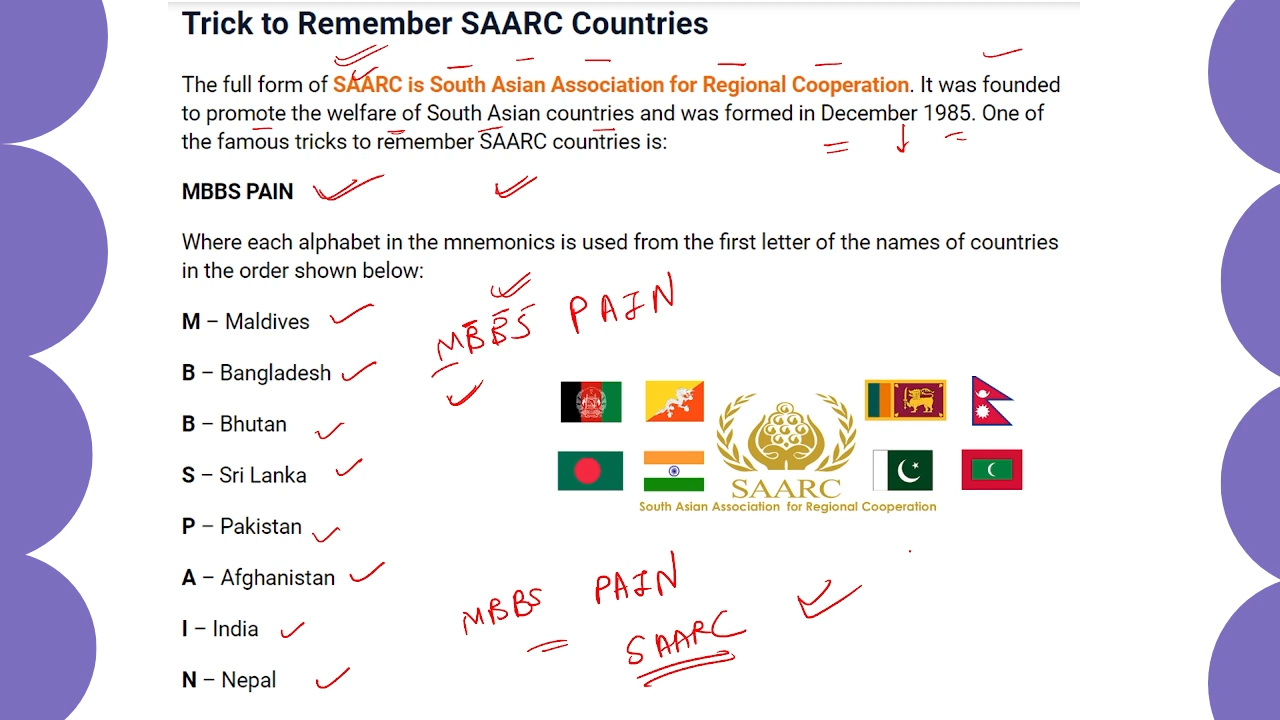 Trick to Remember SAARC Countries
The full form of SAARC is South Asian Association for Regional Cooperation. It was founded
to promote the welfare of South Asian countries and was formed in December 1985. One of
the famous tricks to remember SAARC countries is:
MBBS PAIN
Where each alphabet in the mnemonics is used from the first letter of the names of countries
in the order shown below:
M – Maldives
B – Bangladesh
B – Bhutan
S – Sri Lanka
P – Pakistan
A – Afghanistan
I – India
N – Nepal
MBBS PAIN
SAARC
South Asian Association for Regional Cooperation
MBBS PAIN
SAARC